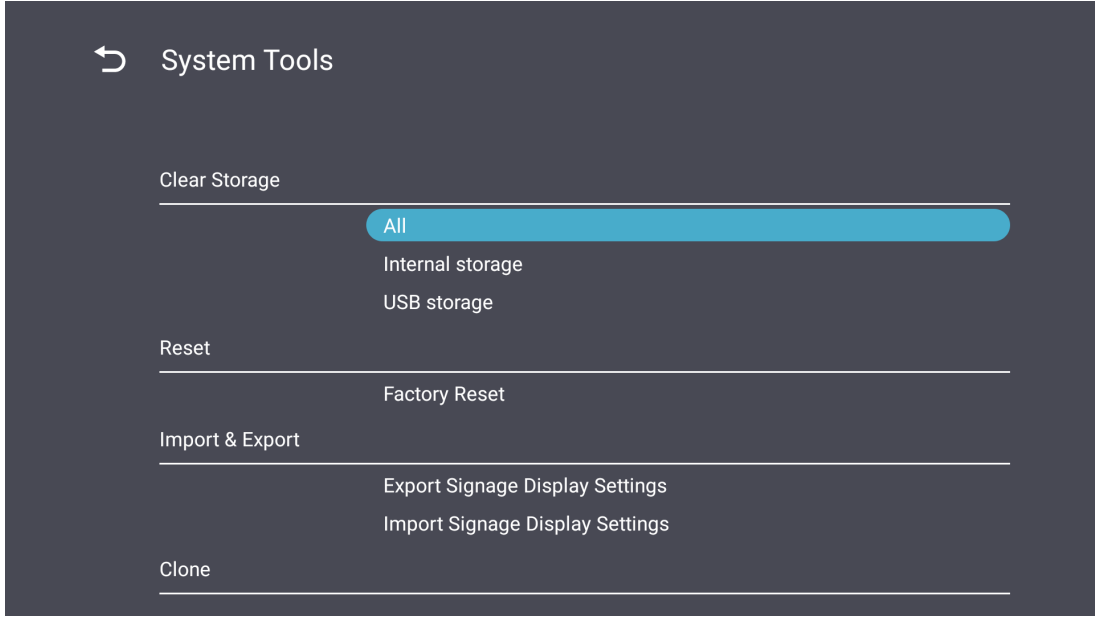 System Tools
Clear Storage
All
Internal storage
USB storage
Reset
Factory Reset
Import & Export
Export Signage Display Settings
Import Signage Display Settings
Clone